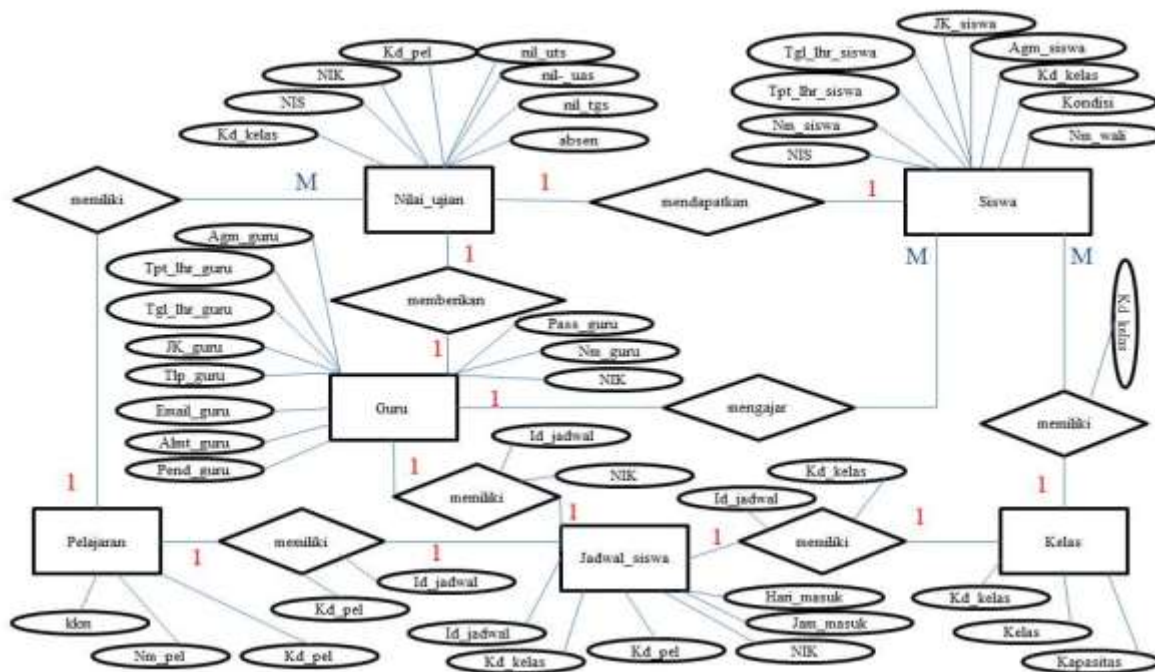 JK_siswa
Kd_pel
nil_uts
Tgl_lhr_siswa
Agm_siswa
NIK
nil-_uas
Kd_kelas
Tpt_lhr_siswa
NIS
nil_tgs
Kondisi
Nm_siswa
Kd_kelas
absen
Nm_wali
NIS
memiliki
M
Nilai_ujian
1
mendapatkan
1
Siswa
Agm_guru
1
M
M
Tpt_lhr_guru
memberikan
Kd_kelas
Tgl_lhr_guru
Pass_guru
JK_guru
1
Nm_guru
Tlp_guru
NIK
Guru
1
mengajar
memiliki
Email_guru
Almt_guru
Id_jadwal
Pend_guru
1
NIK
Kd_kelas
1
memiliki
Id_jadwal
1
1
Pelajaran
1
memiliki
1
Jadwal_siswa
1
memiliki
1
Kelas
Id_jadwal
Kd_pel
Hari_masuk
Kd_kelas
Jam_masuk
Id_jadwal
Kelas
Nm_pel
Kd_pel
Kd_kelas
Kd_pel
NIK
Kapasitas